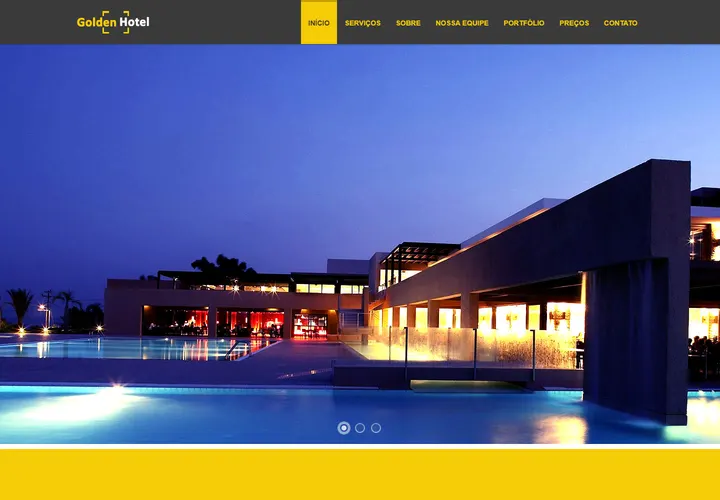 Golden Hotel
INÍCIO SERVIÇOS SOBRE NOSSA EQUIPE PORTFÓLIO PREÇOS CONTATO